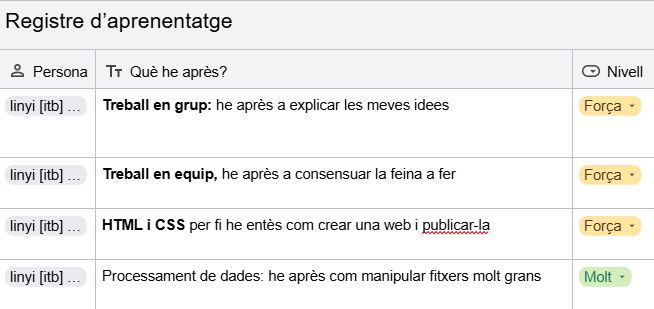 Registre d’aprenentatge
Persona Què he après? Nivell
linyi [itb] ... Treball en grup: he après a explicar les meves idees Força
linyi [itb] ... Treball en equip, he après a consensuar la feina a fer Força
linyi [itb] ... HTML i CSS per fi he entès com crear una web i publicar-la Força
linyi [itb] ... Processament de dades: he après com manipular fitxers molt grans Molt